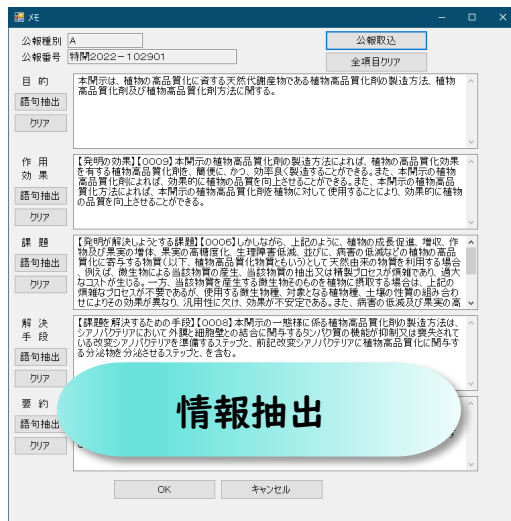 メモ
公報種別 A 公報取込
公報番号 特開2022-102901 全項目クリア
目 的
語句抽出
クリア
本開示は、植物の高品質化に資する天然代謝産物である植物高品質化剤の製造方法、植物
高品質化剤及び植物高品質化剤方法に関する。
作 用
効 果
語句抽出
クリア
【発明の効果】【0009】本開示の植物高品質化剤の製造方法によれば、植物の高品質化効果
を有する植物高品質化剤を、簡便に、かつ、効率良く製造することができる。また、本開示の植物
高品質化剤によれば、効果的に植物の品質を向上させることができる。また、本開示の植物高品
質化方法によれば、本開示の植物高品質化剤を植物に対して使用することにより、効果的に植物
の品質を向上させることができる。
課 題
語句抽出
クリア
【発明が解決しようとする課題】【0006】しかしながら、上記のように、植物の成長促進、増収、作
物及び果実の増体、果実の高糖度化、生理障害低減、並びに、病害の低減などの植物の高品
質化に寄与する物質(以下、植物高品質化物質ともいう)として天然由来の物質を利用する場合
、例えば、微生物による当該物質の産生、当該物質の抽出又は精製プロセスが煩雑であり、過大
なコストが生じる。一方、当該物質を産生する微生物そのものを植物に摂取する場合は、上記の
煩雑なプロセスが不要であるが、使用する微生物種、対象となる植物種、土壌の性質の組み合わ
せによりその効果が異なり、汎用性に欠け、効果が不安定である。また、病害の低減及び果実の高
解 決
手 段
語句抽出
クリア
【課題を解決するための手段】【0008】本開示の一態様に係る植物高品質化剤の製造方法は、
シアノバクテリアにおいて外膜と細胞壁との結合に関与するタンパク質の機能が抑制又は喪失されて
いる改変シアノバクテリアを準備するステップと、前記改変シアノバクテリアに植物高品質化に関与す
る分泌物を分泌させるステップと、を含む。
要 約
語句抽出
クリア
情報抽出
OK キャンセル